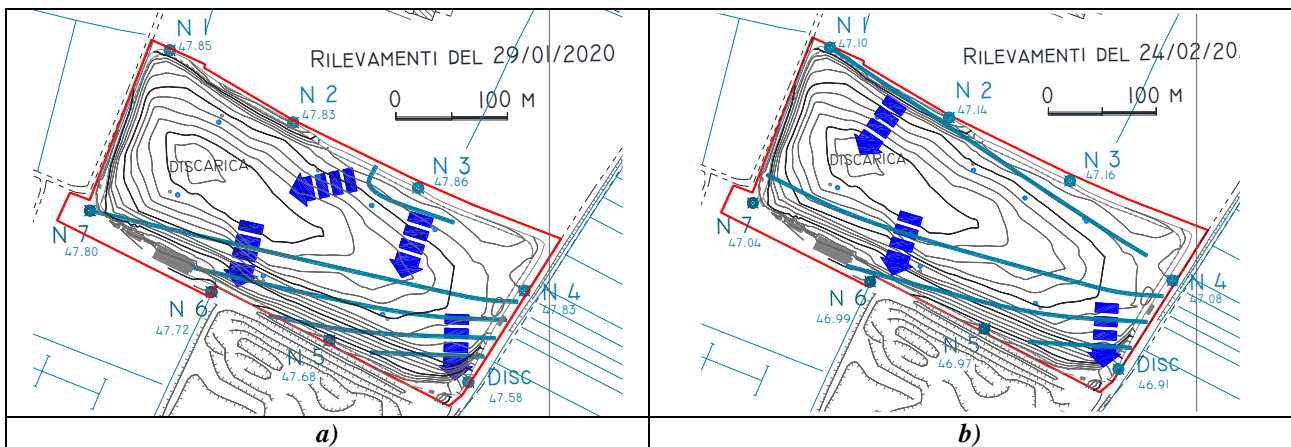 N 1
47.85
RILEVAMENTI DEL 29/01/2020
0 100 M
N 2
47.83
DISCARICA
N 3
47.86
N 7
47.80
N 4
47.83
N 6
47.72
N 5
47.68
DISC
47.58
a)
N 1
47.10
RILEVAMENTI DEL 24/02/20
0 100 M
N 2
47.14
DISCARICA
N 3
47.16
N 7
47.04
N 4
47.08
N 6
46.99
N 5
46.97
DISC
46.91
b)